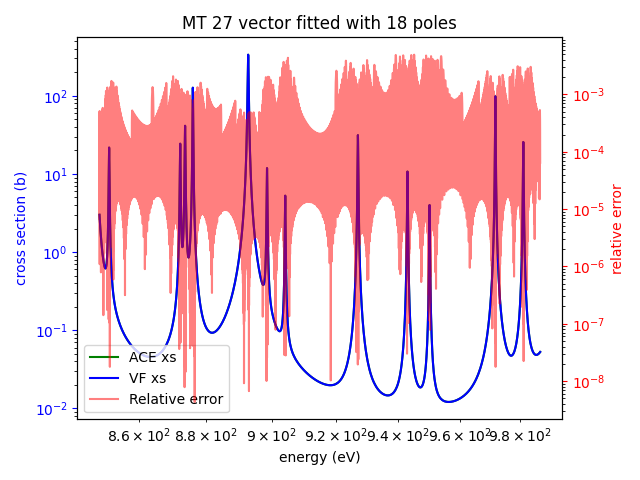 MT 27 vector fitted with 18 poles
cross section (b)
10²
10¹
10⁰
10⁻¹
10⁻²
10⁻³
10⁻⁴
10⁻⁵
10⁻⁶
10⁻⁷
10⁻⁸
relative error
ACE xs
VF xs
Relative error
8.6 × 10² 8.8 × 10² 9 × 10² 9.2 × 10² 9.4 × 10² 9.6 × 10² 9.8 × 10²
energy (eV)